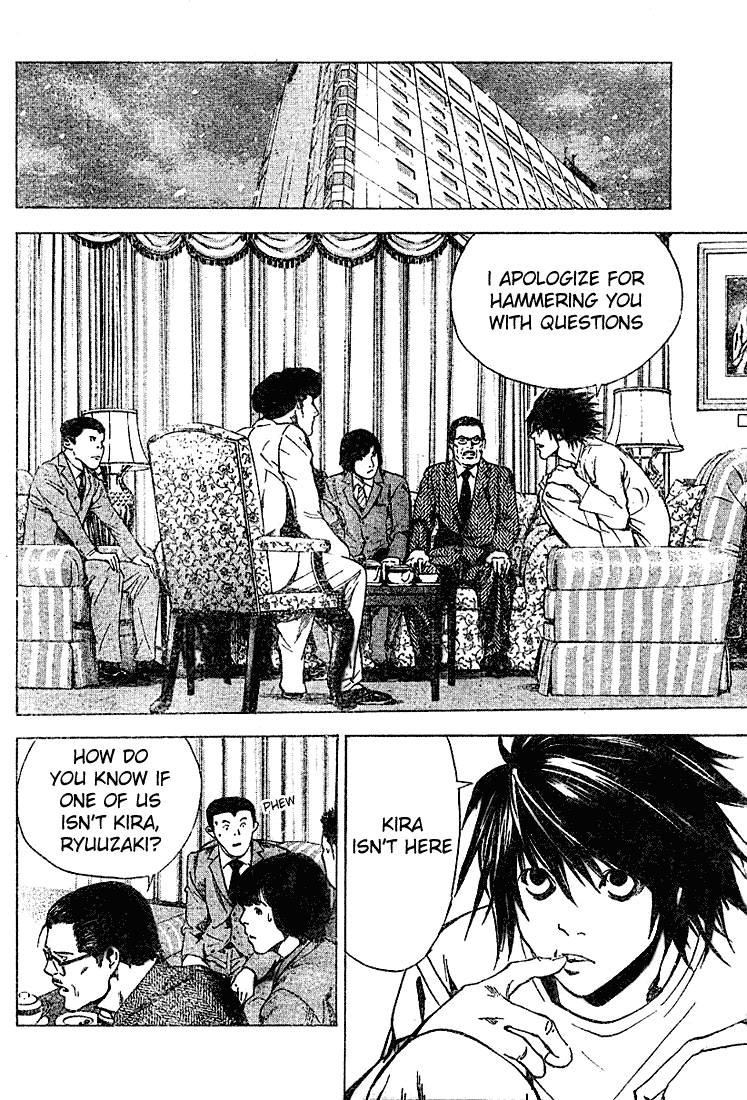 I APOLOGIZE FOR
HAMMERING YOU
WITH QUESTIONS
KIRA
ISN'T HERE
HOW DO
YOU KNOW IF
ONE OF US
ISN'T KIRA,
RYUUZAKI?
PHEW